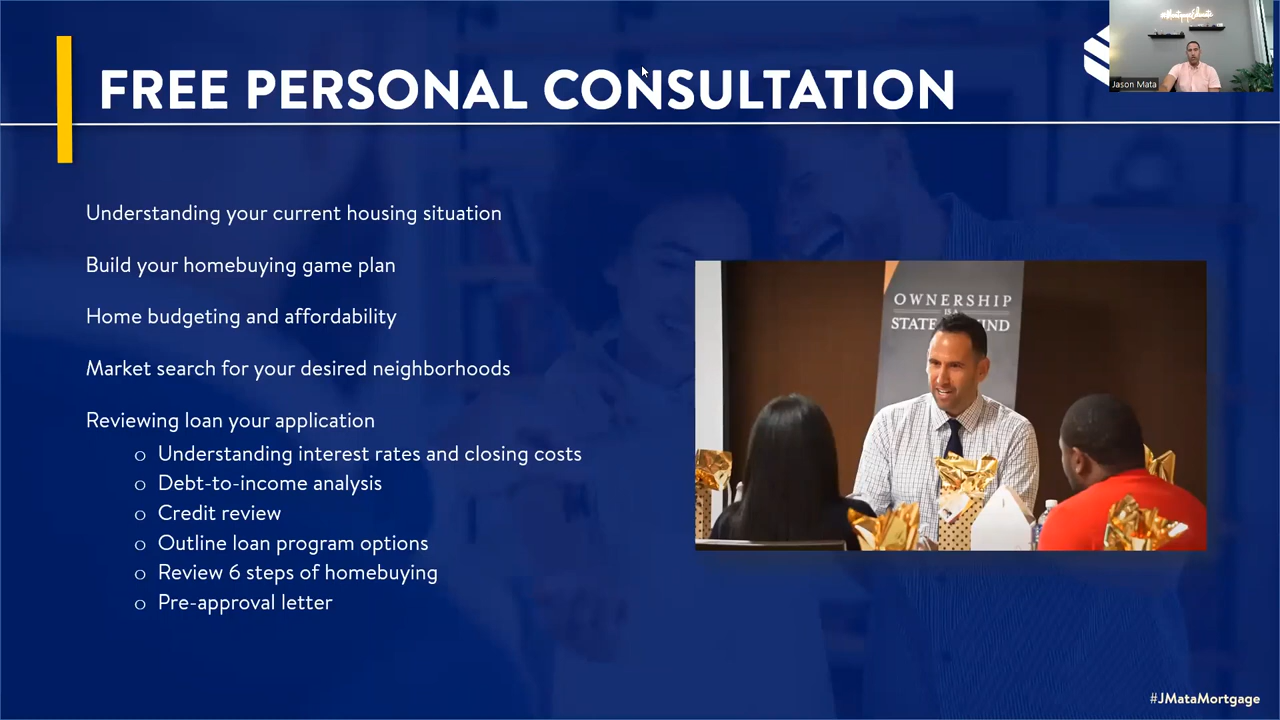 FREE PERSONAL CONSULTATION
Jason Mata
Understanding your current housing situation
Build your homebuying game plan
Home budgeting and affordability
Market search for your desired neighborhoods
Reviewing loan your application
o Understanding interest rates and closing costs
o Debt-to-income analysis
o Credit review
o Outline loan program options
o Review 6 steps of homebuying
o Pre-approval letter
OWNERSHIP
IS A
STATE
#JMataMortgage